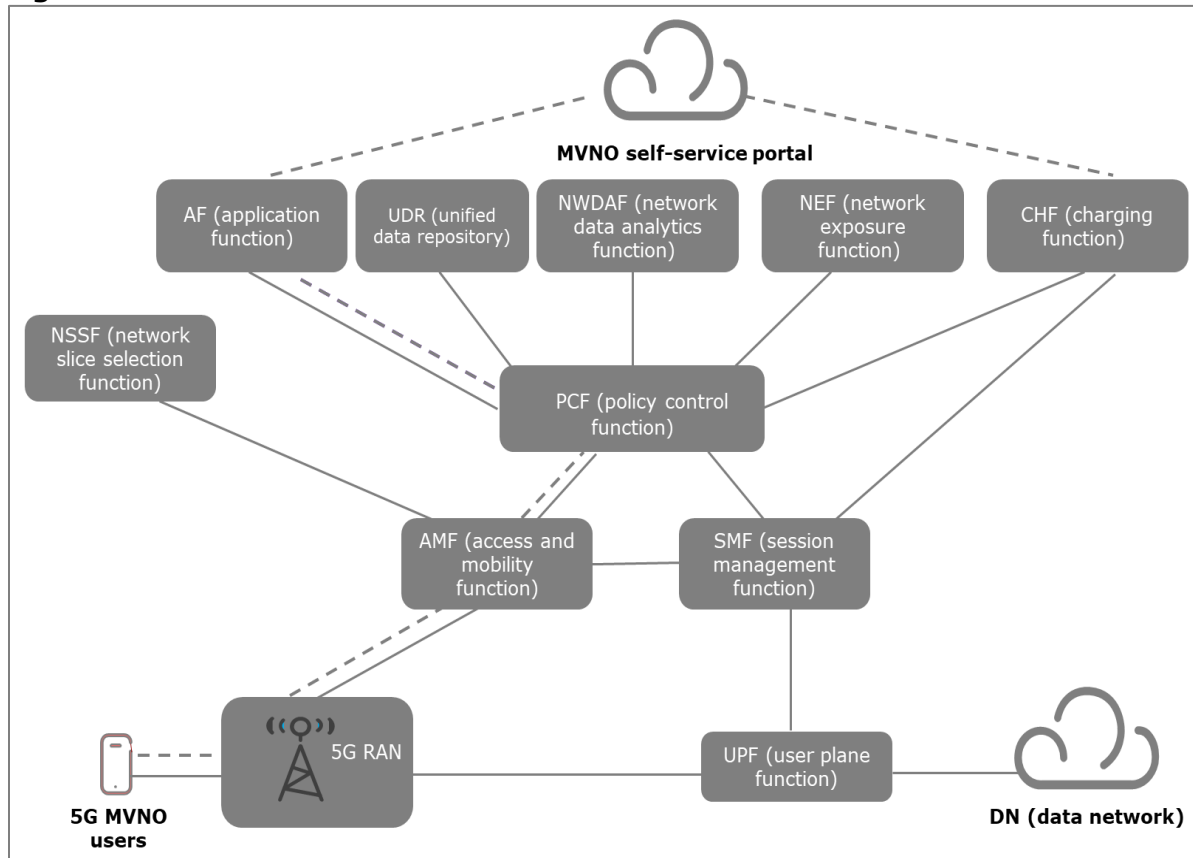 MVNO self-service portal
AF (application
function)
UDR (unified
data repository)
NWDAF (network
data analytics
function)
NEF (network
exposure
function)
CHF (charging
function)
NSSF (network
slice selection
function)
PCF (policy control
function)
AMF (access and
mobility
function)
SMF (session
management
function)
5G RAN
UPF (user plane
function)
5G MVNO
users
DN (data network)